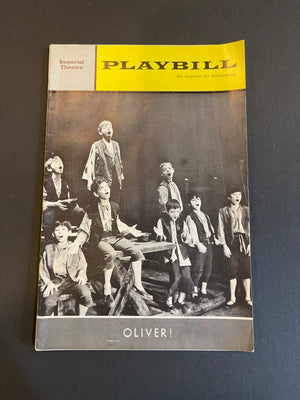 Imperial
Theatre
PLAYBILL
the magazine for theatregoers
OLIVER!